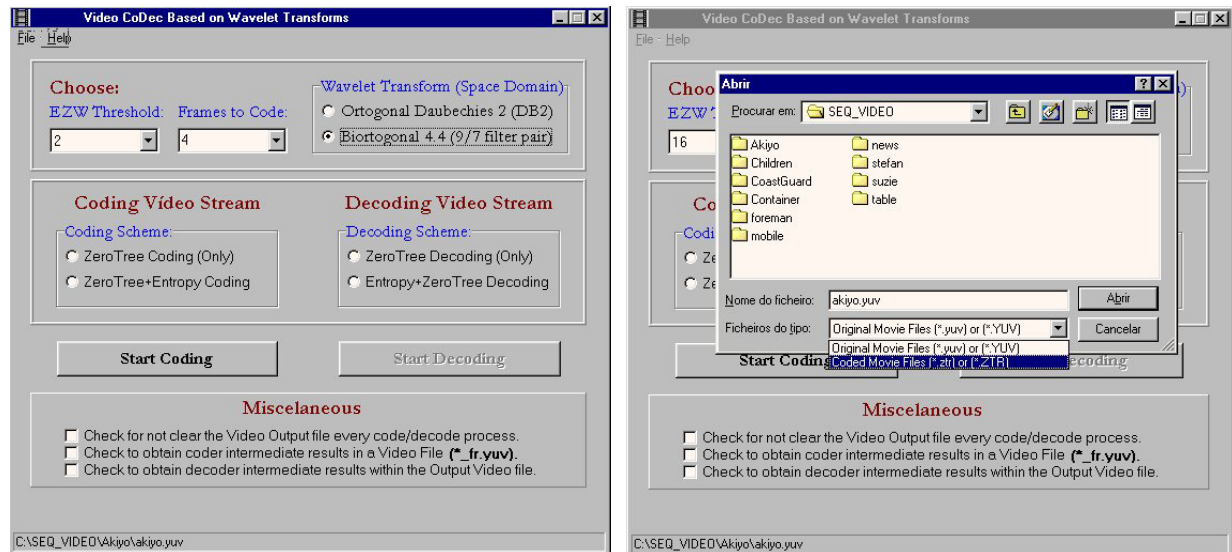 Video CoDec Based on Wavelet Transforms
File Help
Choose:
EZW Threshold: Frames to Code:
2 4
Wavelet Transform (Space Domain)
Ortogonal Daubechies 2 (DB2)
Biortogonal 4.4 (9/7 filter pair)
Coding Vídeo Stream
Coding Scheme:
ZeroTree Coding (Only)
ZeroTree+Entropy Coding
Decoding Video Stream
Decoding Scheme:
ZeroTree Decoding (Only)
Entropy+ZeroTree Decoding
Start Coding
Start Decoding
Miscelaneous
Check for not clear the Video Output file every code/decode process.
Check to obtain coder intermediate results in a Video File (*_fr.yuv).
Check to obtain decoder intermediate results within the Output Video file.
C:\SEQ_VIDEO\Akiyo\akiyo.yuv
Video CoDec Based on Wavelet Transforms
File Help
Choo
EZW
16
Abrir
Procurar em: SEQ_VIDEO
Akiyo
Children
CoastGuard
Container
foreman
mobile
news
stefan
suzie
table
Nome do ficheiro: akiyo.yuv
Abrir
Ficheiros do tipo: Original Movie Files (*.yuv) or (*.YUV)
Cancelar
Original Movie Files (*.yuv) or (*.YUV)
Coded Movie Files (*.ztr) or (*.ZTR)
Co
Codi
Ze
Ze
Start Codin
ecoding
Miscelaneous
Check for not clear the Video Output file every code/decode process.
Check to obtain coder intermediate results in a Video File (*_fr.yuv).
Check to obtain decoder intermediate results within the Output Video file.
C:\SEQ_VIDEO\Akiyo\akiyo.yuv